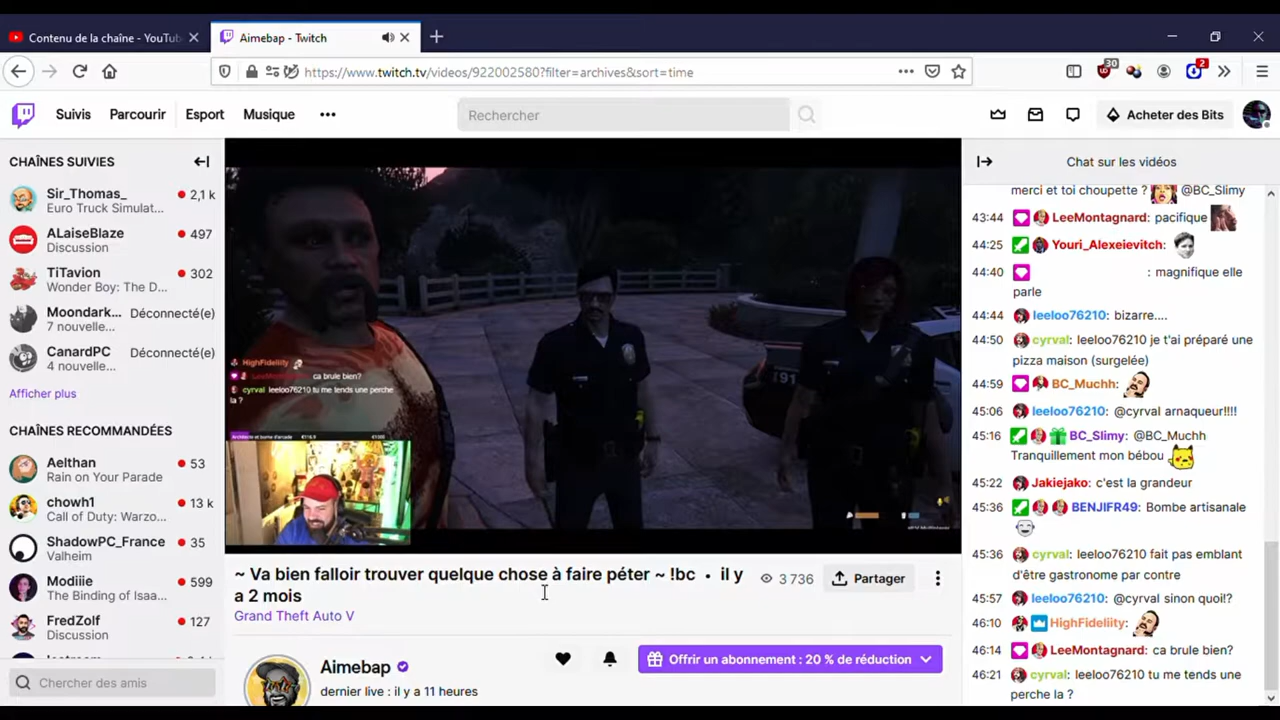 Contenu de la chaîne - YouTub
Aimebap - Twitch
https://www.twitch.tv/videos/922002580?filter=archives&sort=time
30
2
Suivis
Parcourir
Esport
Musique
Rechercher
Acheter des Bits
CHAÎNES SUIVIES
Sir_Thomas_
2,1 k
Euro Truck Simulat...
ALaiseBlaze
497
Discussion
TiTavion
302
Wonder Boy: The D...
Moondark...
Déconnecté(e)
7 nouvelle...
CanardPC
Déconnecté(e)
4 nouvelle...
Afficher plus
CHAÎNES RECOMMANDÉES
Aelthan
53
Rain on Your Parade
chowh1
13 k
Call of Duty: Warzo...
ShadowPC_France
35
Valheim
Modiiie
599
The Binding of Isaa...
FredZolf
127
Discussion
Chercher des amis
HighFideliity
ca brule bien?
cyrval leeloo76210 tu me tends une perche
la ?
91
~ Va bien falloir trouver quelque chose à faire péter ~ !bc • il y
a 2 mois
3 736
Partager
Grand Theft Auto V
Aimebap
dernier live : il y a 11 heures
Offrir un abonnement : 20 % de réduction
Chat sur les vidéos
merci et toi choupette ? @BC_Slimy
43:44 LeeMontagnard: pacifique
44:25 Youri_Alexeievitch:
44:40 : magnifique elle
parle
44:44 leeloo76210: bizarre....
44:50 cyrval: leeloo76210 je t'ai préparé une
pizza maison (surgelée)
44:59 BC_Muchh:
45:06 leeloo76210: @cyrval arnaqueur!!!!
45:16 BC_Slimy: @BC_Muchh
Tranquillement mon bébou
45:22 Jakiejako: c'est la grandeur
45:36 BENJIFR49: Bombe artisanale
45:36 cyrval: leeloo76210 fait pas emblant
d'être gastronome par contre
45:57 leeloo76210: @cyrval sinon quoi!?
46:10 HighFideliity:
46:14 LeeMontagnard: ca brule bien?
46:21 cyrval: leeloo76210 tu me tends une
perche la ?